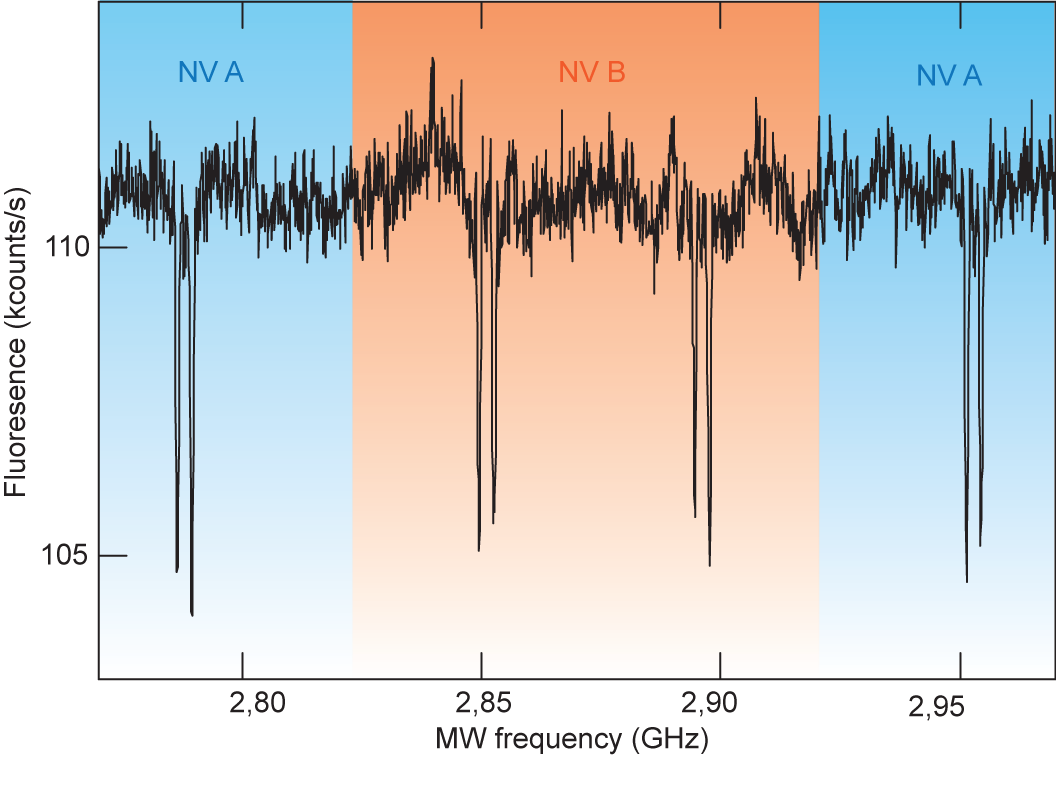 NV A
NV B
NV A
Fluoresence (kcounts/s)
110
105
2,80
2,85
2,90
2,95
MW frequency (GHz)